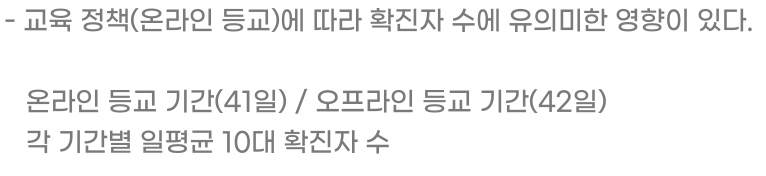 - 교육 정책(온라인 등교)에 따라 확진자 수에 유의미한 영향이 있다.
온라인 등교 기간(41일) / 오프라인 등교 기간(42일)
각 기간별 일평균 10대 확진자 수